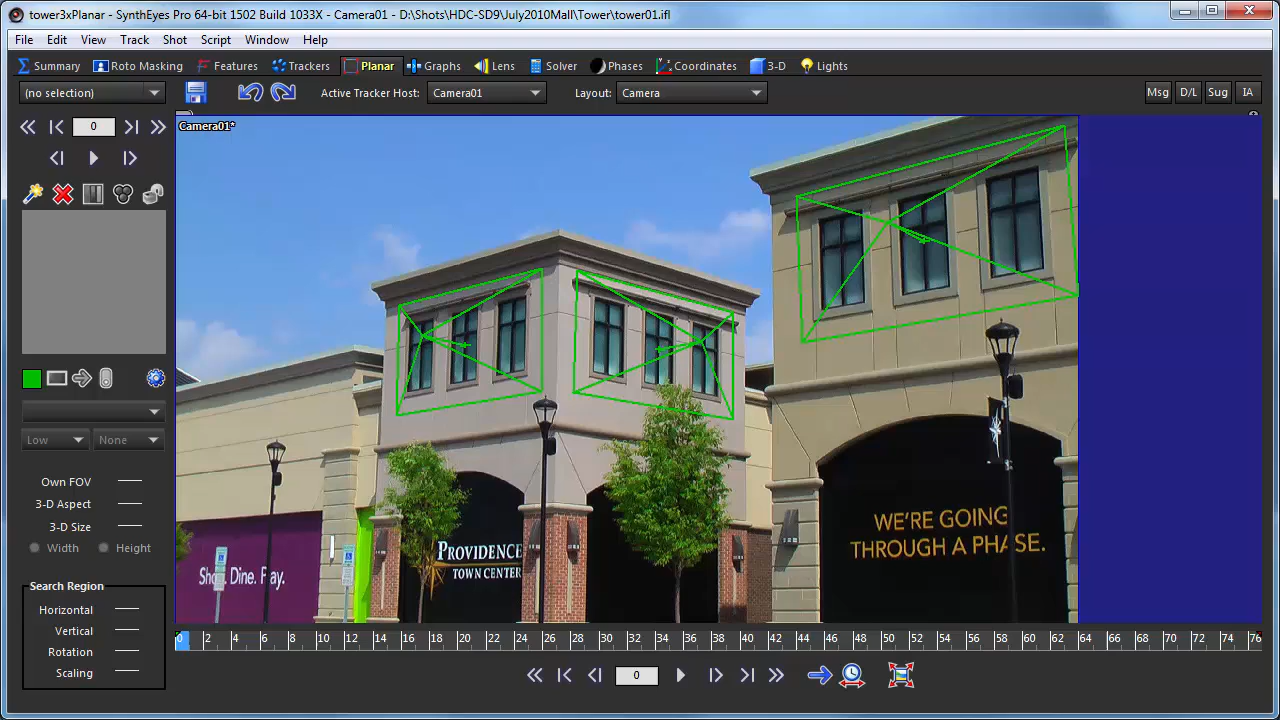 tower3xPlanar - SynthEyes Pro 64-bit 1502 Build 1033X - Camera01 - D:\Shots\HDC-SD9\July2010Mall\Tower\tower01.ifl
File Edit View Track Shot Script Window Help
Summary Roto Masking Features Trackers Planar Graphs Lens Solver Phases Coordinates 3-D Lights
(no selection) Active Tracker Host: Camera01 Layout: Camera Msg D/L Sug IA
0
Camera01*
Low None
Own FOV
3-D Aspect
3-D Size
Width Height
Search Region
Horizontal
Vertical
Rotation
Scaling
Shop. Dine. Play.
PROVIDENCE
TOWN CENTER
WE'RE GOING
THROUGH A PHASE.
0 2 4 6 8 10 12 14 16 18 20 22 24 26 28 30 32 34 36 38 40 42 44 46 48 50 52 54 56 58 60 62 64 66 68 70 72 74 76
0